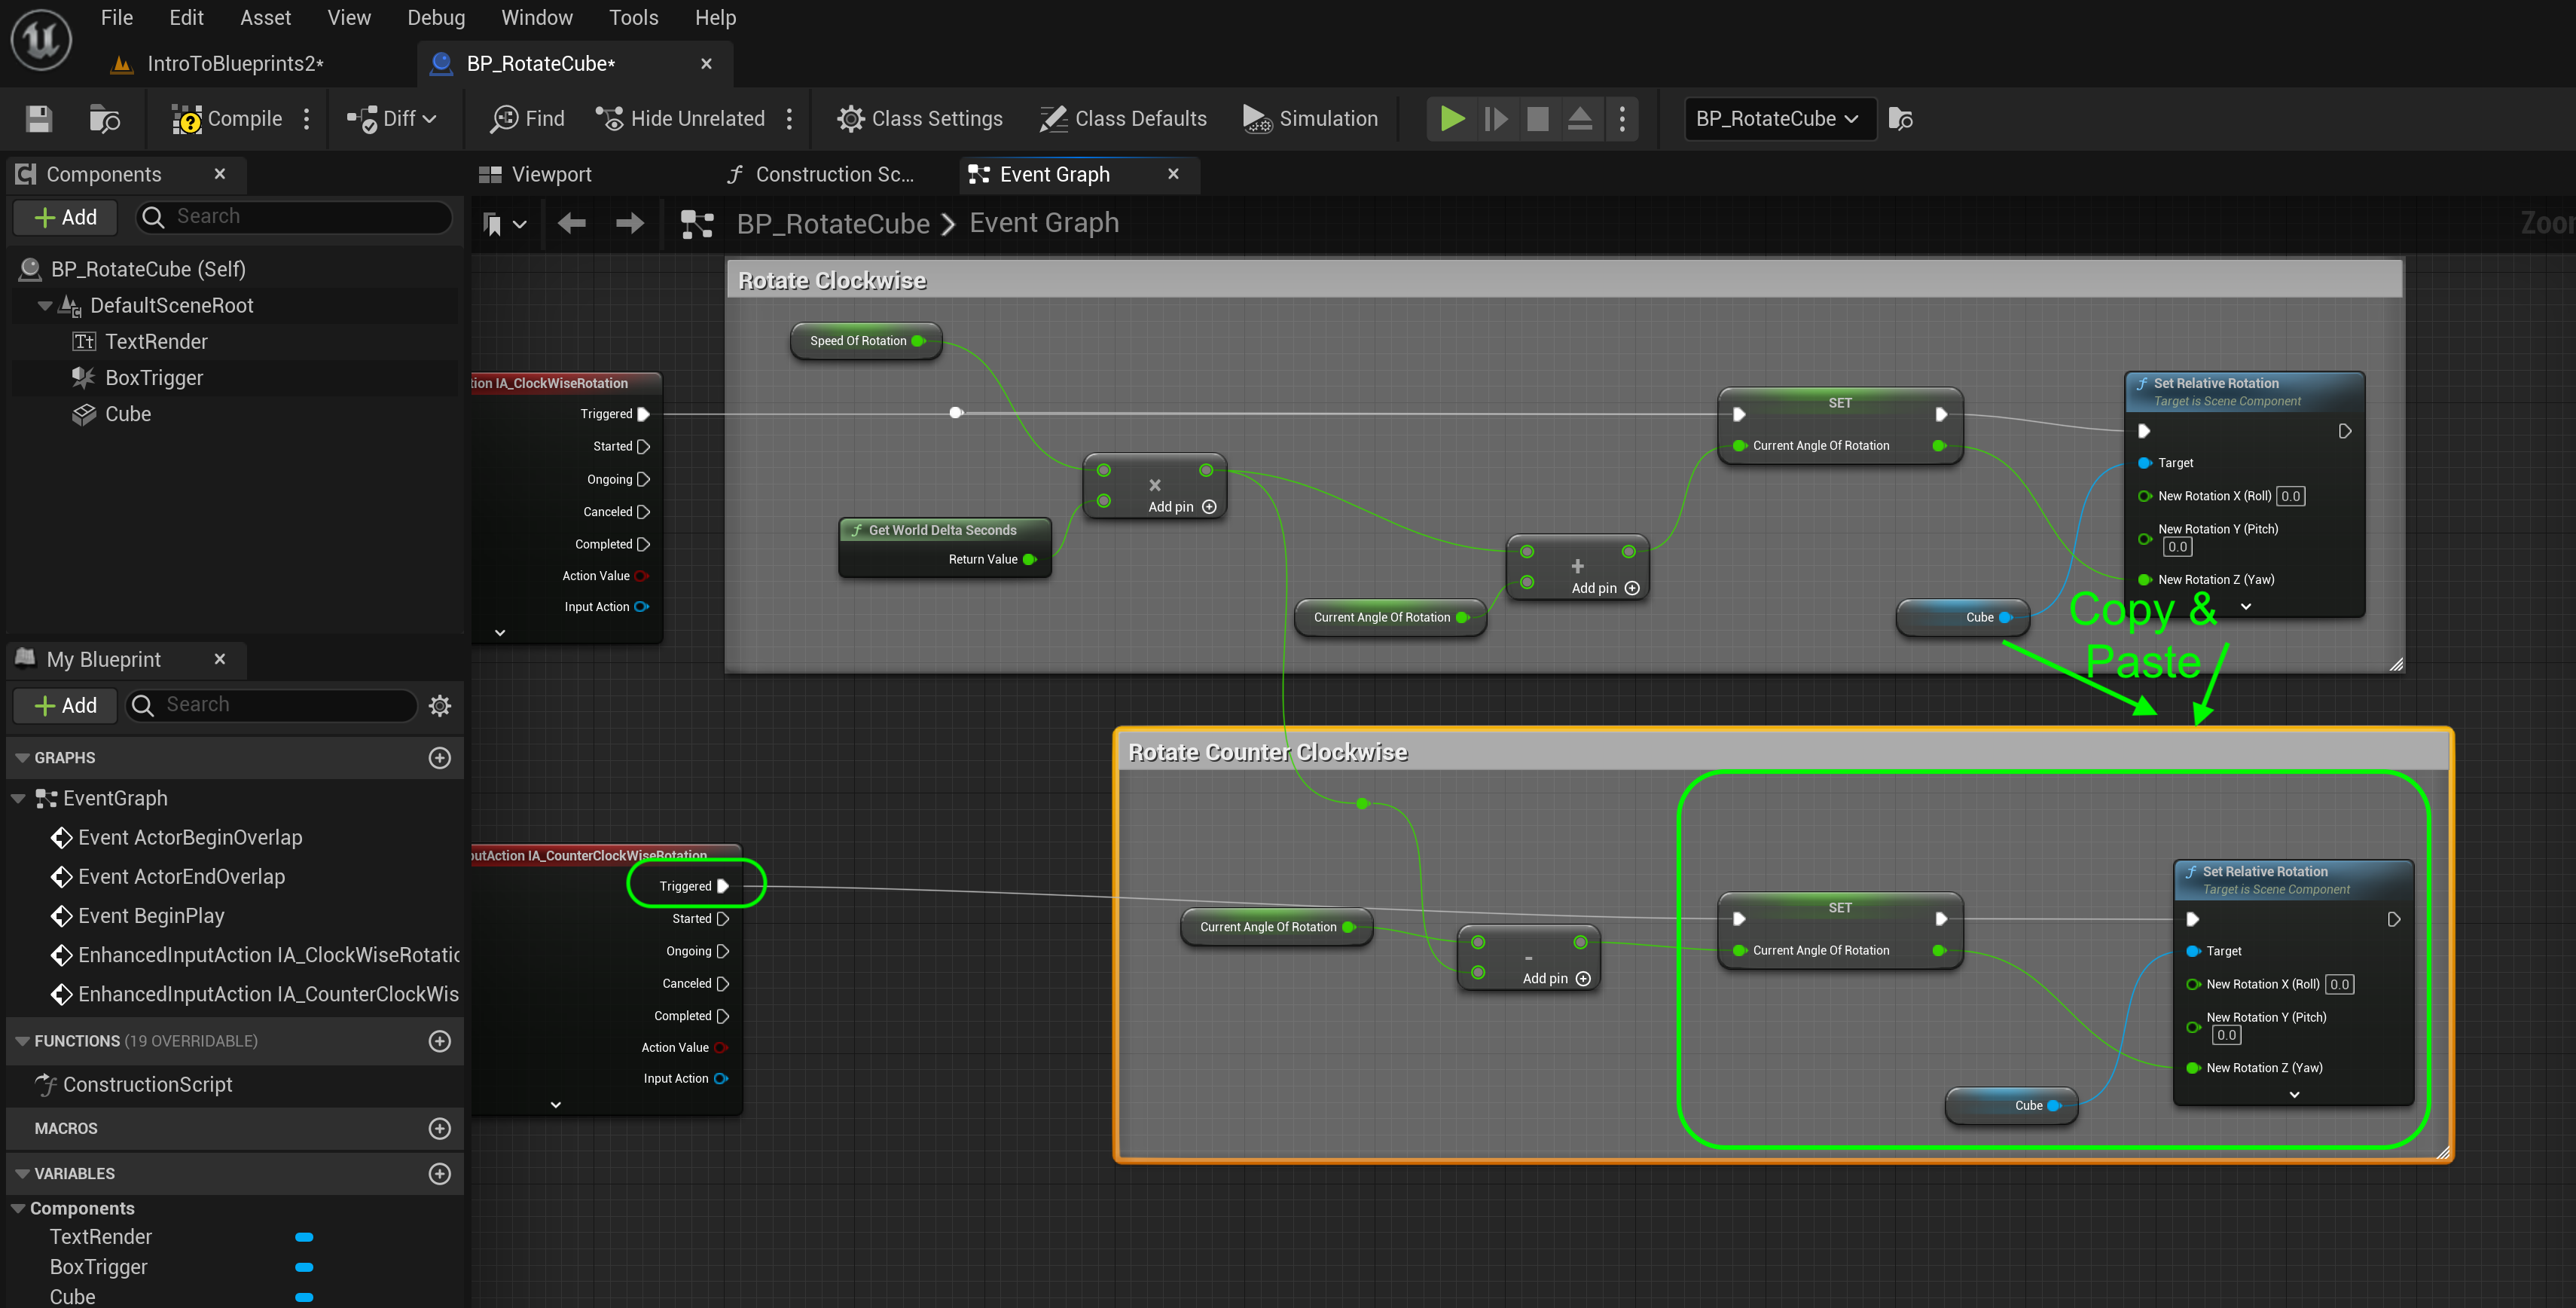 File Edit Asset View Debug Window Tools Help
IntroToBlueprints2* BP_RotateCube*
Compile Diff Find Hide Unrelated Class Settings Class Defaults Simulation BP_RotateCube
Components
Add Search
BP_RotateCube (Self)
DefaultSceneRoot
TextRender
BoxTrigger
Cube
My Blueprint
Add Search
GRAPHS
EventGraph
Event ActorBeginOverlap
Event ActorEndOverlap
Event BeginPlay
EnhancedInputAction IA_ClockWiseRotatic
EnhancedInputAction IA_CounterClockWis
FUNCTIONS (19 OVERRIDABLE)
ConstructionScript
MACROS
VARIABLES
Components
TextRender
BoxTrigger
Cube
Viewport Construction Sc... Event Graph
BP_RotateCube > Event Graph
Zoor
Rotate Clockwise
Speed Of Rotation
tion IA_ClockWiseRotation
Triggered
Started
Ongoing
Canceled
Completed
Action Value
Input Action
Get World Delta Seconds
Return Value
×
Add pin
Current Angle Of Rotation
+
Add pin
SET
Current Angle Of Rotation
Cube
Set Relative Rotation
Target is Scene Component
Target
New Rotation X (Roll) 0.0
New Rotation Y (Pitch)
0.0
New Rotation Z (Yaw)
Copy &
Paste
Rotate Counter Clockwise
putAction IA_CounterClockWiseRotation
Triggered
Started
Ongoing
Canceled
Completed
Action Value
Input Action
Current Angle Of Rotation
-
Add pin
SET
Current Angle Of Rotation
Cube
Set Relative Rotation
Target is Scene Component
Target
New Rotation X (Roll) 0.0
New Rotation Y (Pitch)
0.0
New Rotation Z (Yaw)